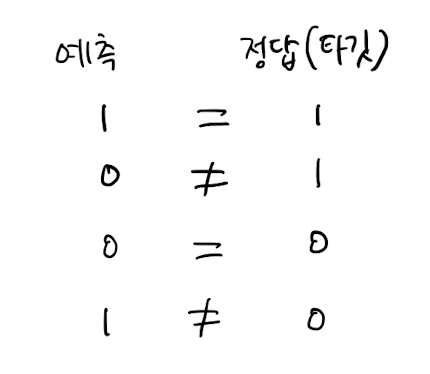 예측 정답(타깃)
1 = 1
0 ≠ 1
0 = 0
1 ≠ 0